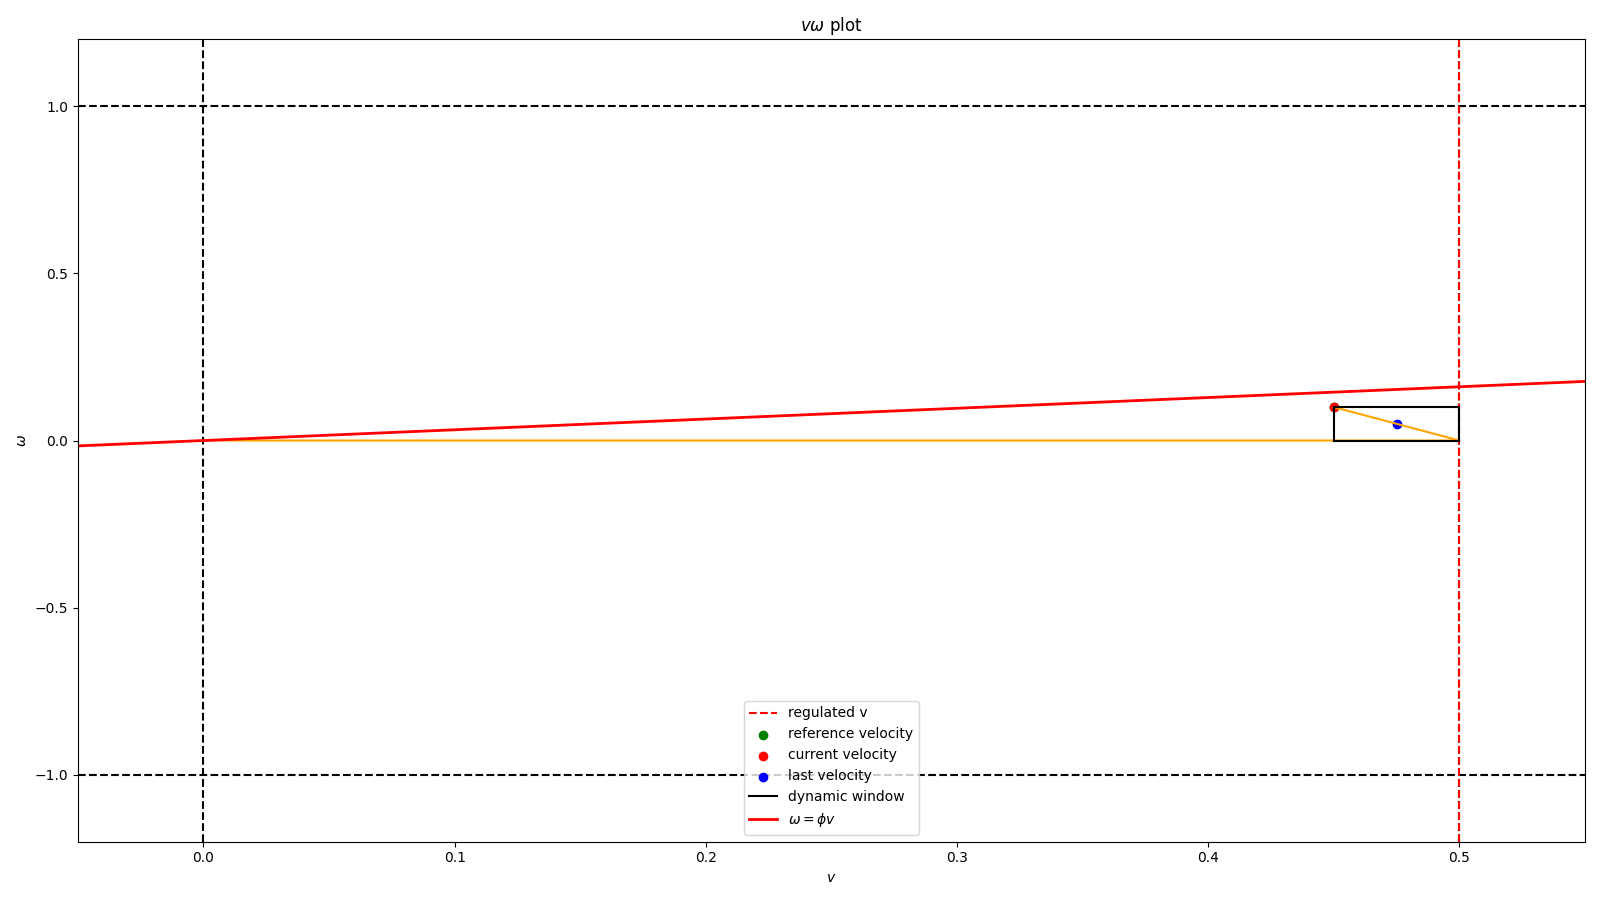 vω plot
1.0
0.5
0.0
−0.5
−1.0
ω
regulated v
reference velocity
current velocity
last velocity
dynamic window
ω = ϕv
0.0 0.1 0.2 0.3 0.4 0.5
v